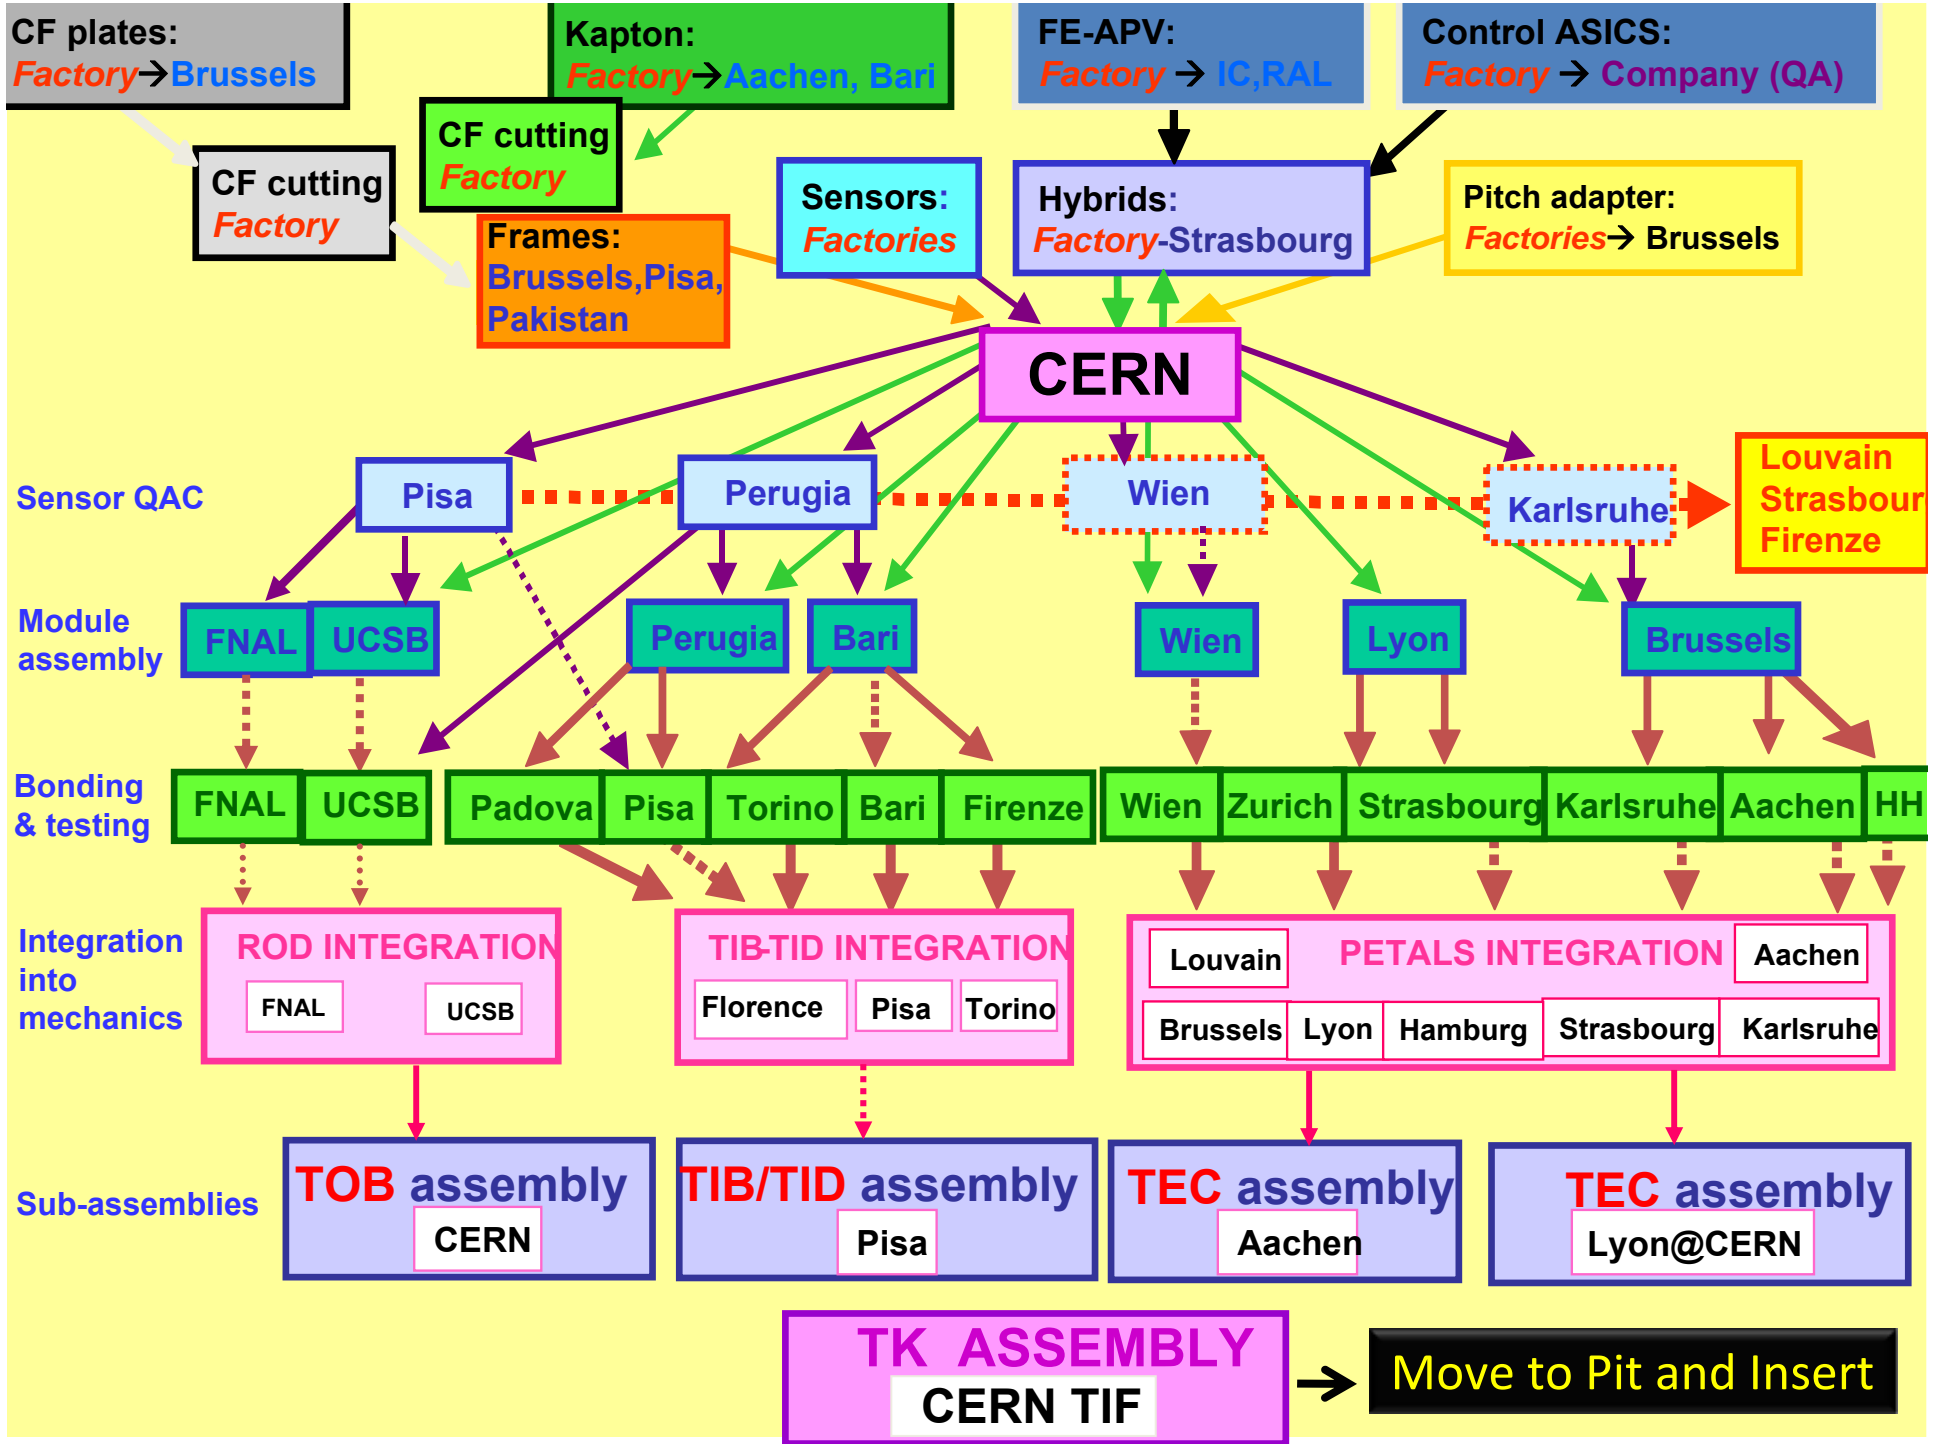 CF plates:
Factory→Brussels
Kapton:
Factory→Aachen, Bari
FE-APV:
Factory → IC,RAL
Control ASICS:
Factory → Company (QA)
CF cutting
Factory
CF cutting
Factory
Frames:
Brussels,Pisa,
Pakistan
Sensors:
Factories
Hybrids:
Factory-Strasbourg
Pitch adapter:
Factories→ Brussels
CERN
Sensor QAC
Pisa
Perugia
Wien
Karlsruhe
Louvain
Strasbour
Firenze
Module
assembly
FNAL
UCSB
Perugia
Bari
Wien
Lyon
Brussels
Bonding
& testing
FNAL
UCSB
Padova
Pisa
Torino
Bari
Firenze
Wien
Zurich
Strasbourg
Karlsruhe
Aachen
HH
Integration
into
mechanics
ROD INTEGRATION
FNAL
UCSB
TIB-TID INTEGRATION
Florence
Pisa
Torino
PETALS INTEGRATION
Louvain
Aachen
Brussels
Lyon
Hamburg
Strasbourg
Karlsruhe
Sub-assemblies
TOB assembly
CERN
TIB/TID assembly
Pisa
TEC assembly
Aachen
TEC assembly
Lyon@CERN
TK ASSEMBLY
CERN TIF
Move to Pit and Insert